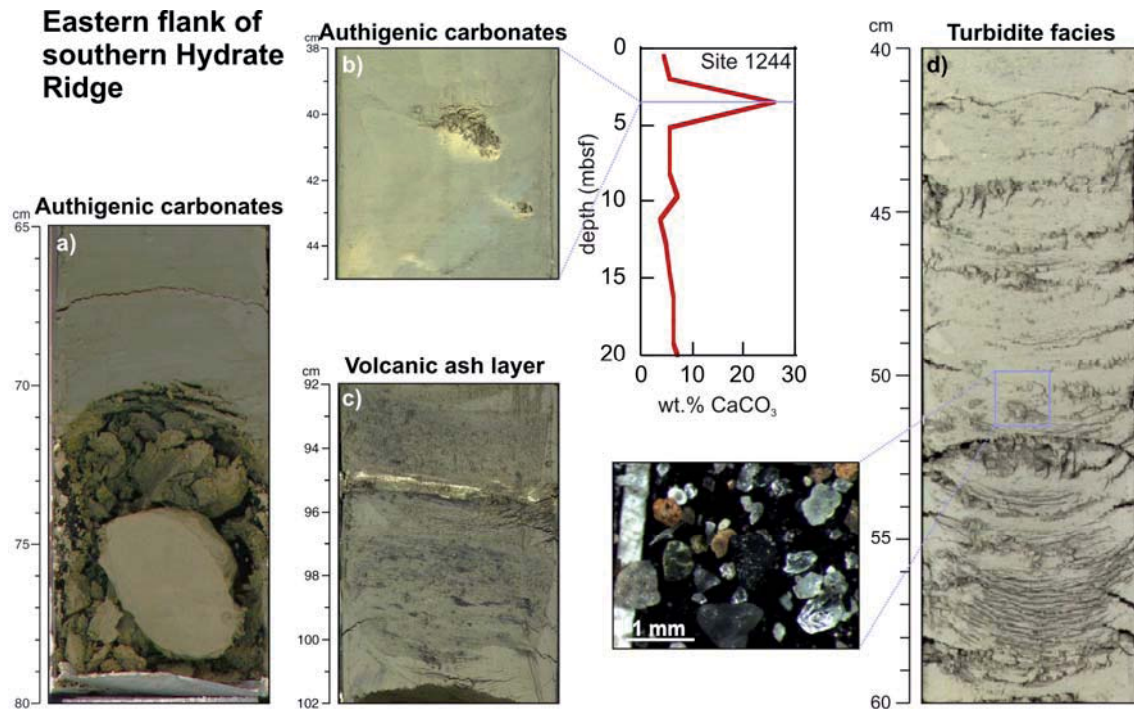 Eastern flank of
southern Hydrate
Ridge
Authigenic carbonates
cm
65
70
75
80
a)
Authigenic carbonates
cm
38
40
42
44
b)
Volcanic ash layer
cm
92
94
96
98
100
102
c)
Site 1244
0
5
10
15
20
depth (mbsf)
0 10 20 30
wt.% CaCO₃
1 mm
Turbidite facies
cm
40
45
50
55
60
d)